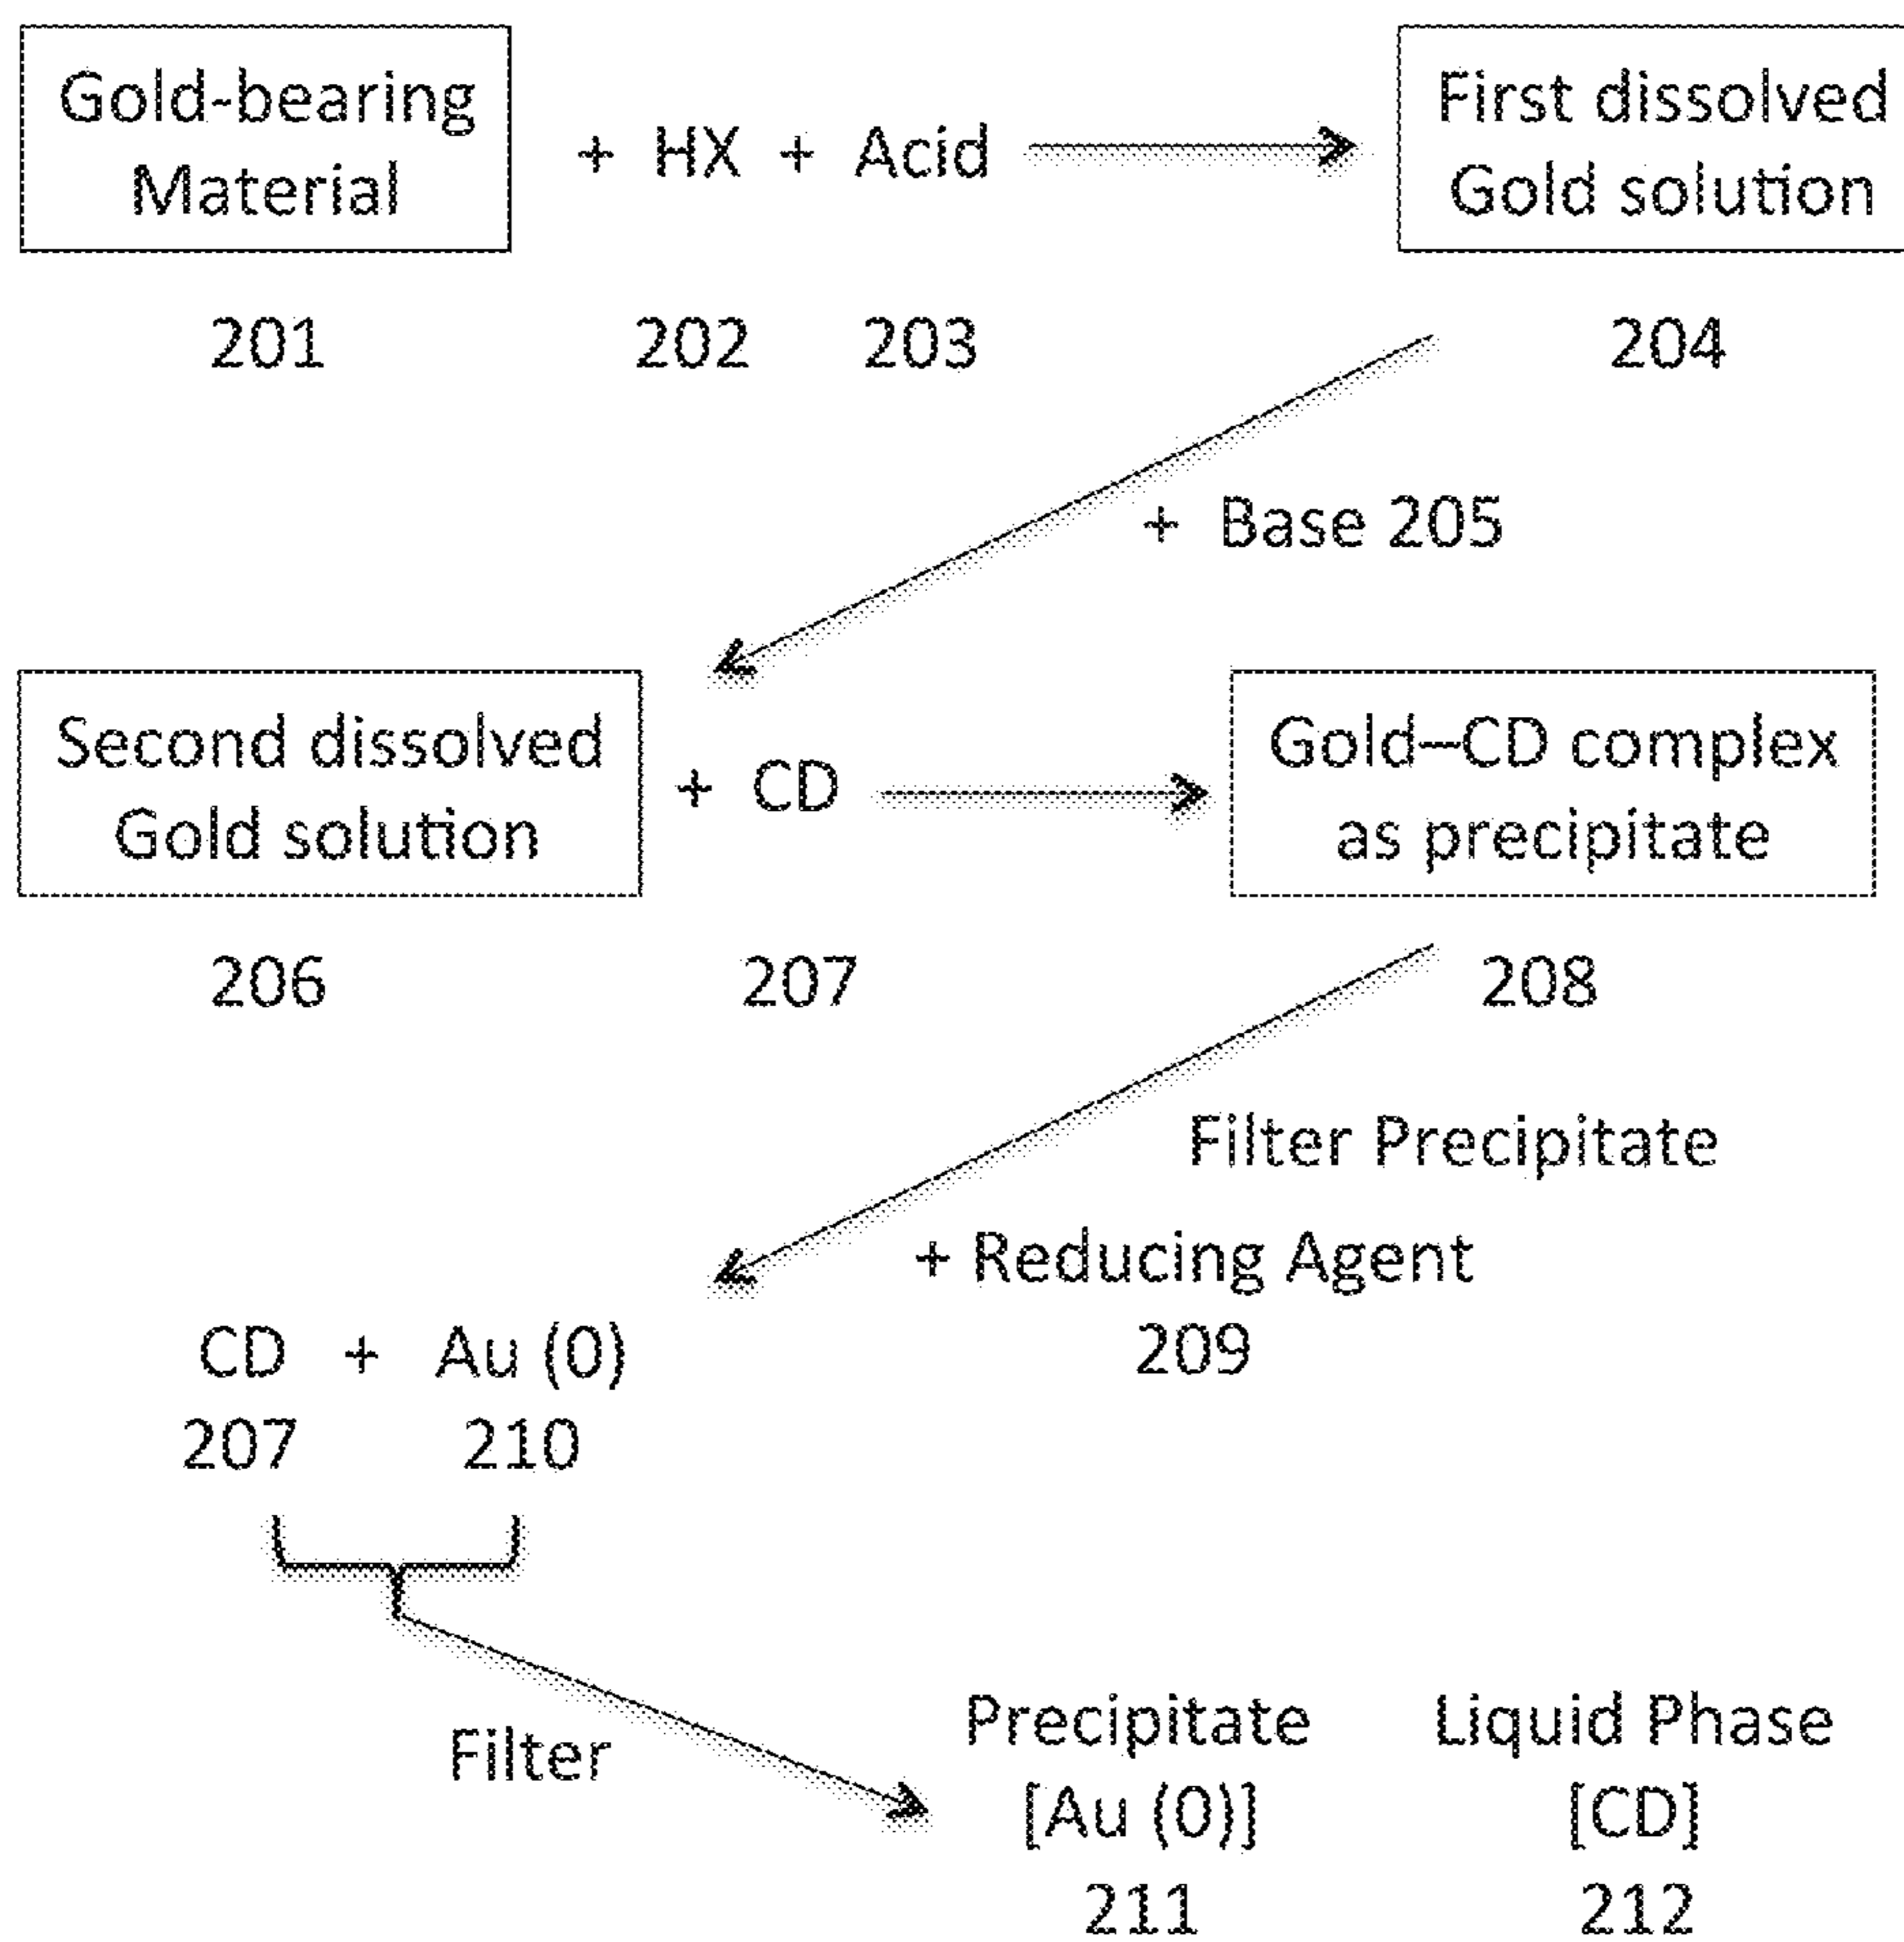 Gold-bearing
Material
+ HX + Acid
First dissolved
Gold solution
201
202
203
204
+ Base 205
Second dissolved
Gold solution
+ CD
Gold--CD complex
as precipitate
206
207
208
Filter Precipitate
+ Reducing Agent
209
CD + Au (0)
207
210
Filter
Precipitate
[Au (0)]
211
Liquid Phase
[CD]
212